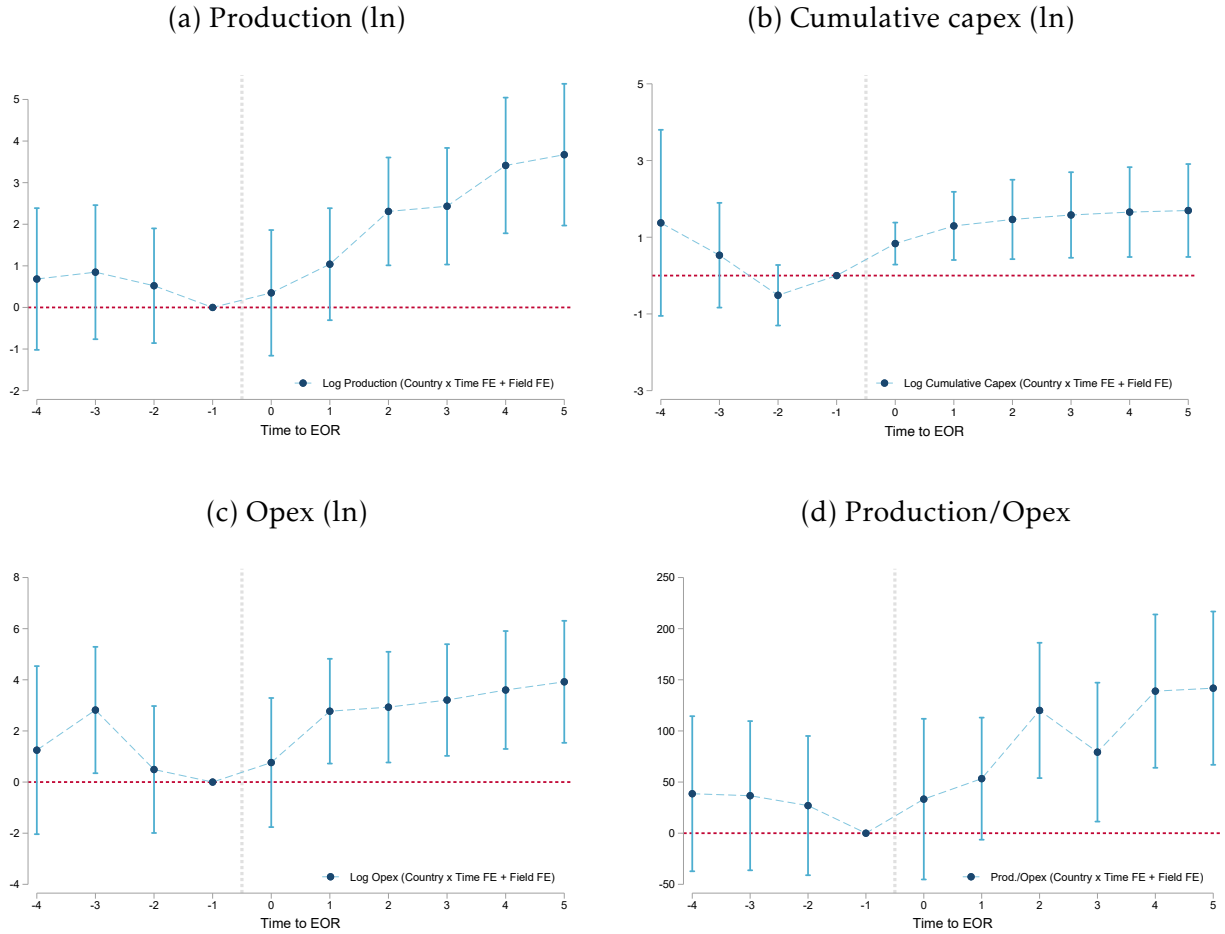 (a) Production (ln)
5
4
3
2
1
0
-1
-2
Log Production (Country x Time FE + Field FE)
-4 -3 -2 -1 0 1 2 3 4 5
Time to EOR
(b) Cumulative capex (ln)
5
3
1
-1
-3
Log Cumulative Capex (Country x Time FE + Field FE)
-4 -3 -2 -1 0 1 2 3 4 5
Time to EOR
(c) Opex (ln)
8
6
4
2
0
-2
-4
Log Opex (Country x Time FE + Field FE)
-4 -3 -2 -1 0 1 2 3 4 5
Time to EOR
(d) Production/Opex
250
200
150
100
50
0
-50
Prod./Opex (Country x Time FE + Field FE)
-4 -3 -2 -1 0 1 2 3 4 5
Time to EOR